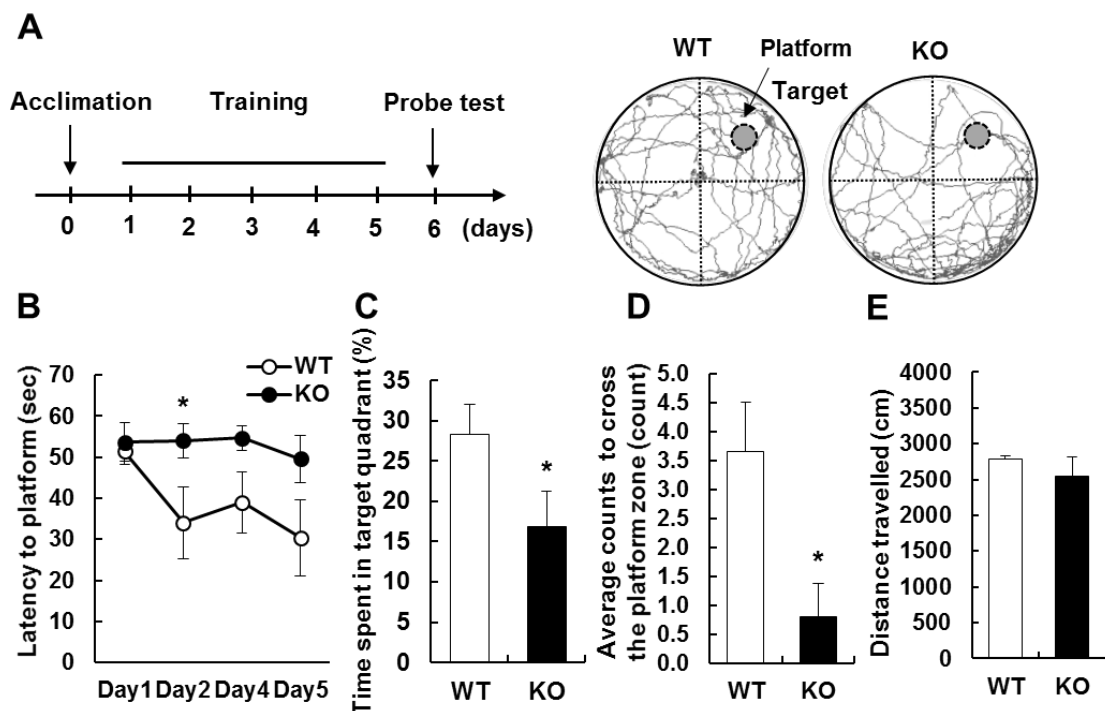 A
Acclimation
Training
Probe test
0 1 2 3 4 5 6 (days)
WT
Platform
KO
Target
B
Latency to platform (sec)
WT
KO
70
60
50
40
30
20
10
0
*
Day1 Day2 Day4 Day5
C
Time spent in target quadrant (%)
35
30
25
20
15
10
5
0
*
WT KO
D
Average counts to cross
the platform zone (count)
5.0
4.5
4.0
3.5
3.0
2.5
2.0
1.5
1.0
0.5
0.0
*
WT KO
E
Distance travelled (cm)
4000
3500
3000
2500
2000
1500
1000
500
0
WT KO